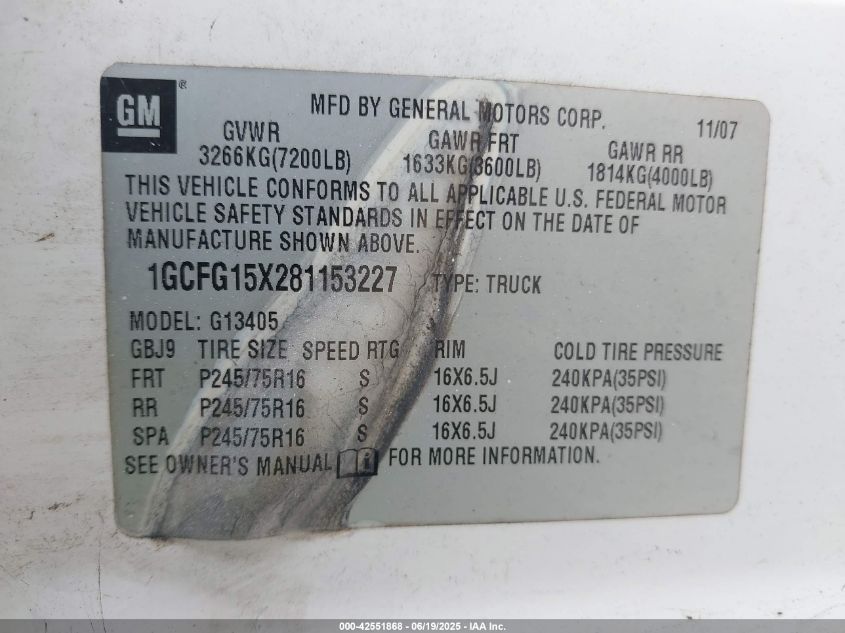 GM®
MFD BY GENERAL MOTORS CORP. 11/07
GVWR GAWR FRT GAWR RR
3266KG(7200LB) 1633KG(3600LB) 1814KG(4000LB)
THIS VEHICLE CONFORMS TO ALL APPLICABLE U.S. FEDERAL MOTOR
VEHICLE SAFETY STANDARDS IN EFFECT ON THE DATE OF
MANUFACTURE SHOWN ABOVE.
1GCFG15X281153227 TYPE: TRUCK
MODEL: G13405
GBJ9 TIRE SIZE SPEED RTG RIM COLD TIRE PRESSURE
FRT P245/75R16 S 16X6.5J 240KPA(35PSI)
RR P245/75R16 S 16X6.5J 240KPA(35PSI)
SPA P245/75R16 S 16X6.5J 240KPA(35PSI)
SEE OWNER'S MANUAL i FOR MORE INFORMATION.
000-42551868 - 06/19/2025 - IAA Inc.